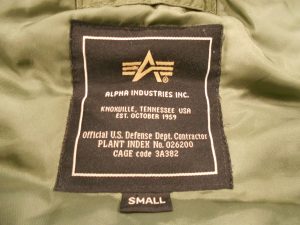 ALPHA INDUSTRIES INC.
KNOXVILLE, TENNESSEE USA
EST. OCTOBER 1959
Official U.S. Defense Dept. Contractor
PLANT INDEX No. 026200
CAGE code 3A382
SMALL